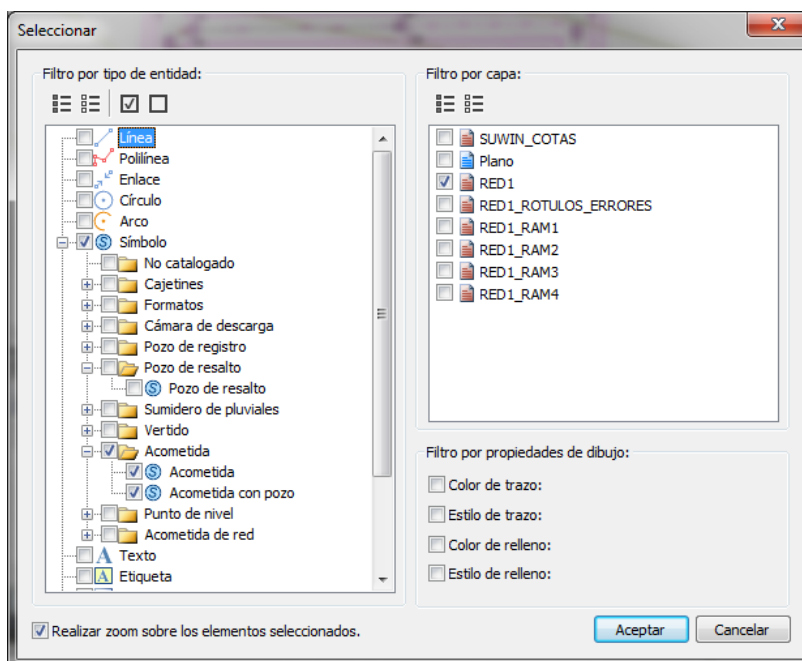 Seleccionar
Filtro por tipo de entidad:
Línea
Polilínea
Enlace
Círculo
Arco
Símbolo
No catalogado
Cajetines
Formatos
Cámara de descarga
Pozo de registro
Pozo de resalto
Pozo de resalto
Sumidero de pluviales
Vertido
Acometida
Acometida
Acometida con pozo
Punto de nivel
Acometida de red
Texto
Etiqueta
Filtro por capa:
SUWIN_COTAS
Plano
RED1
RED1_ROTULOS_ERRORES
RED1_RAM1
RED1_RAM2
RED1_RAM3
RED1_RAM4
Filtro por propiedades de dibujo:
Color de trazo:
Estilo de trazo:
Color de relleno:
Estilo de relleno:
Realizar zoom sobre los elementos seleccionados.
Aceptar
Cancelar